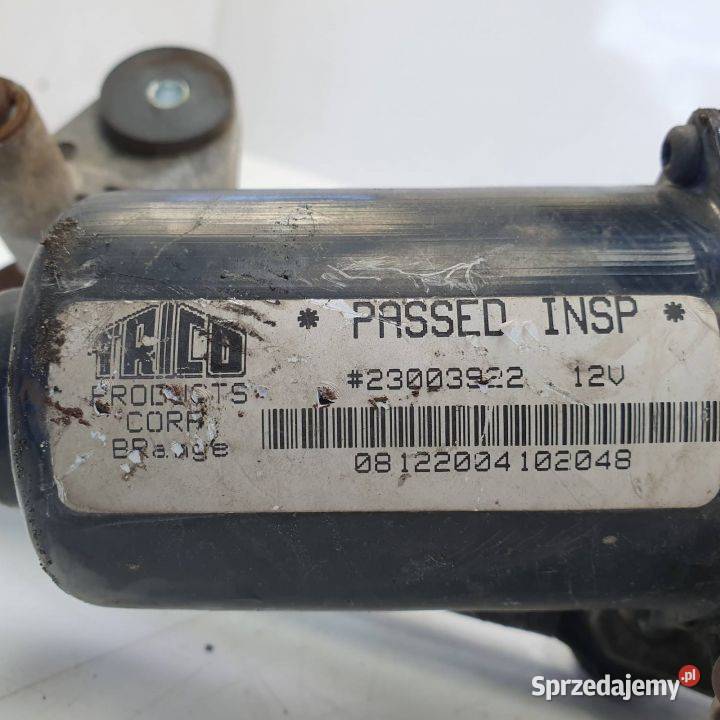 TRICO
PRODUCTS
CORP
BRange
* PASSED INSP *
#23003922 12V
08122004102048
Sprzedajemy.pl